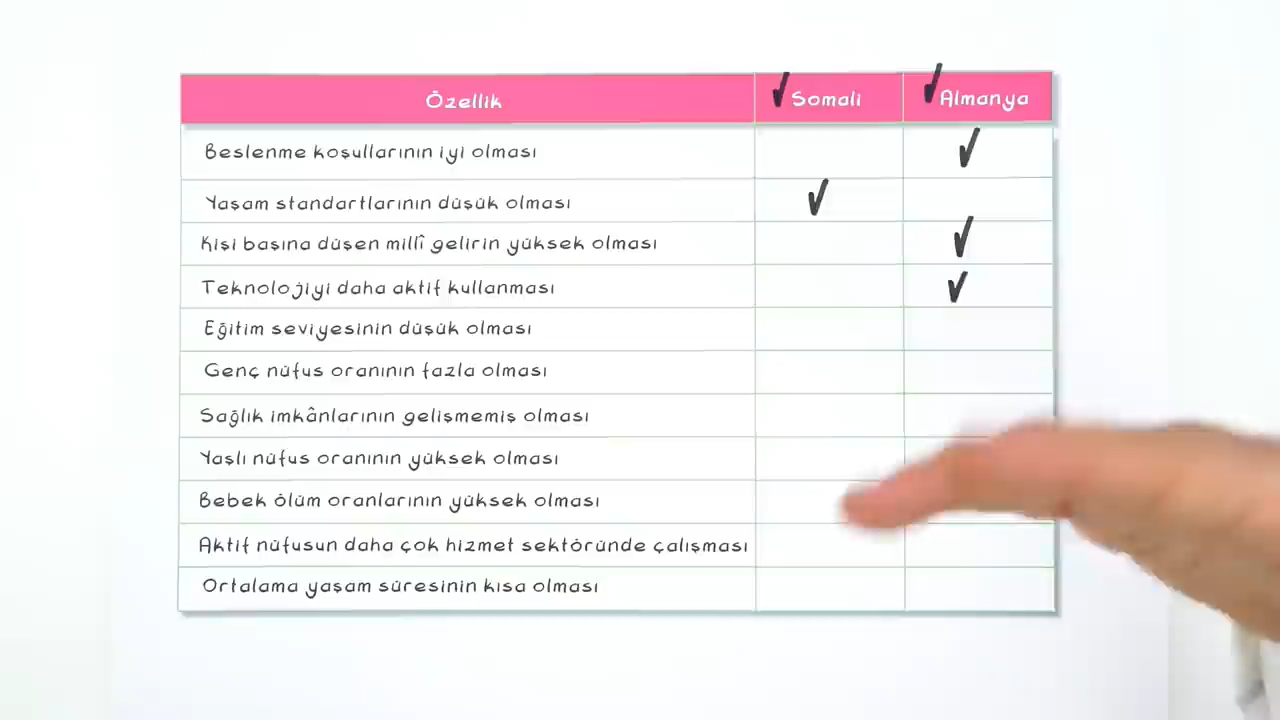 Özellik Somali Almanya
Beslenme koşullarının iyi olması
Yaşam standartlarının düşük olması
Kişi başına düşen millî gelirin yüksek olması
Teknolojiyi daha aktif kullanması
Eğitim seviyesinin düşük olması
Genç nüfus oranının fazla olması
Sağlık imkânlarının gelişmemiş olması
Yaşlı nüfus oranının yüksek olması
Bebek ölüm oranlarının yüksek olması
Aktif nüfusun daha çok hizmet sektöründe çalışması
Ortalama yaşam süresinin kısa olması